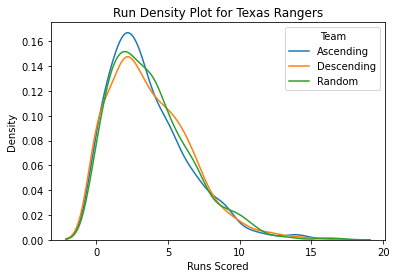 Run Density Plot for Texas Rangers
Team
Ascending
Descending
Random
0.16
0.14
0.12
0.10
0.08
0.06
0.04
0.02
0.00
Density
0 5 10 15 20
Runs Scored